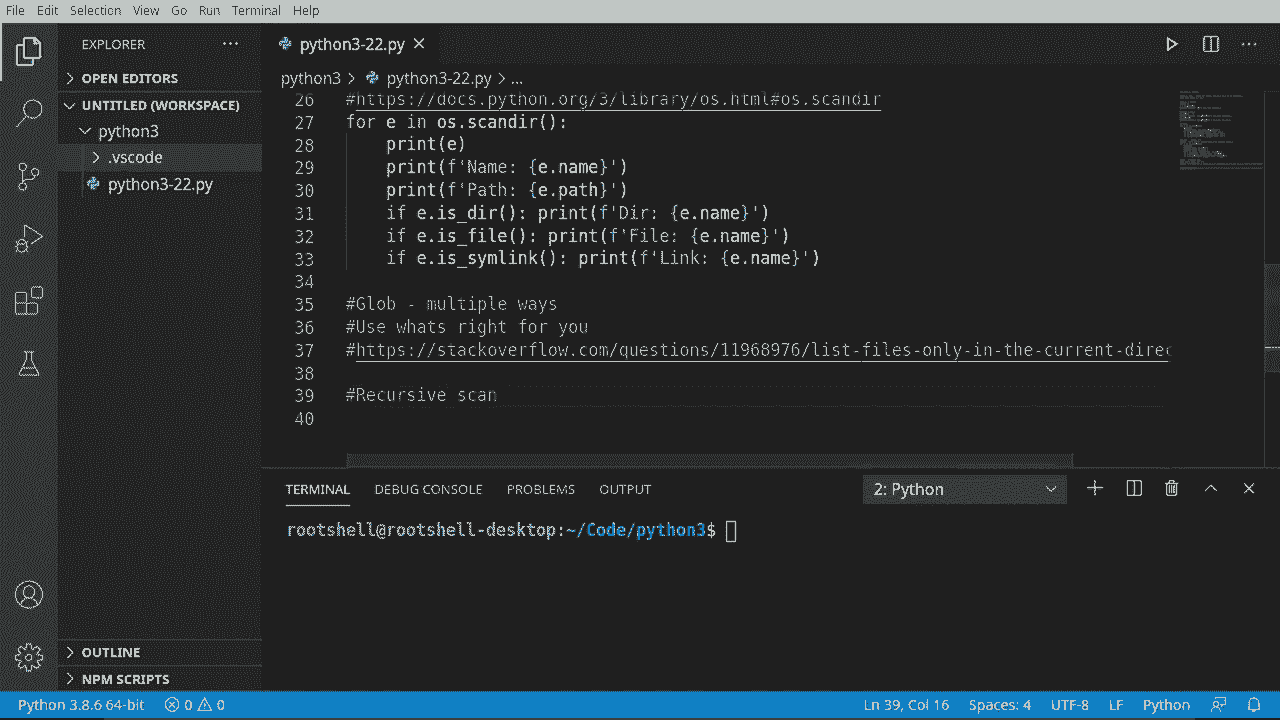 File Edit Selection View Go Run Terminal Help
EXPLORER
python3-22.py
OPEN EDITORS
python3 > python3-22.py > ...
UNTITLED (WORKSPACE)
python3
.vscode
python3-22.py
26 #https://docs.python.org/3/library/os.html#os.scandir
27 for e in os.scandir():
28     print(e)
29     print(f'Name: {e.name}')
30     print(f'Path: {e.path}')
31     if e.is_dir(): print(f'Dir: {e.name}')
32     if e.is_file(): print(f'File: {e.name}')
33     if e.is_symlink(): print(f'Link: {e.name}')
34
35 #Glob - multiple ways
36 #Use whats right for you
37 #https://stackoverflow.com/questions/11968976/list-files-only-in-the-current-direc
38
39 #Recursive scan
40
TERMINAL DEBUG CONSOLE PROBLEMS OUTPUT 2: Python
rootshell@rootshell-desktop:~/Code/python3$
OUTLINE
NPM SCRIPTS
Python 3.8.6 64-bit 0 0 Ln 39, Col 16 Spaces: 4 UTF-8 LF Python